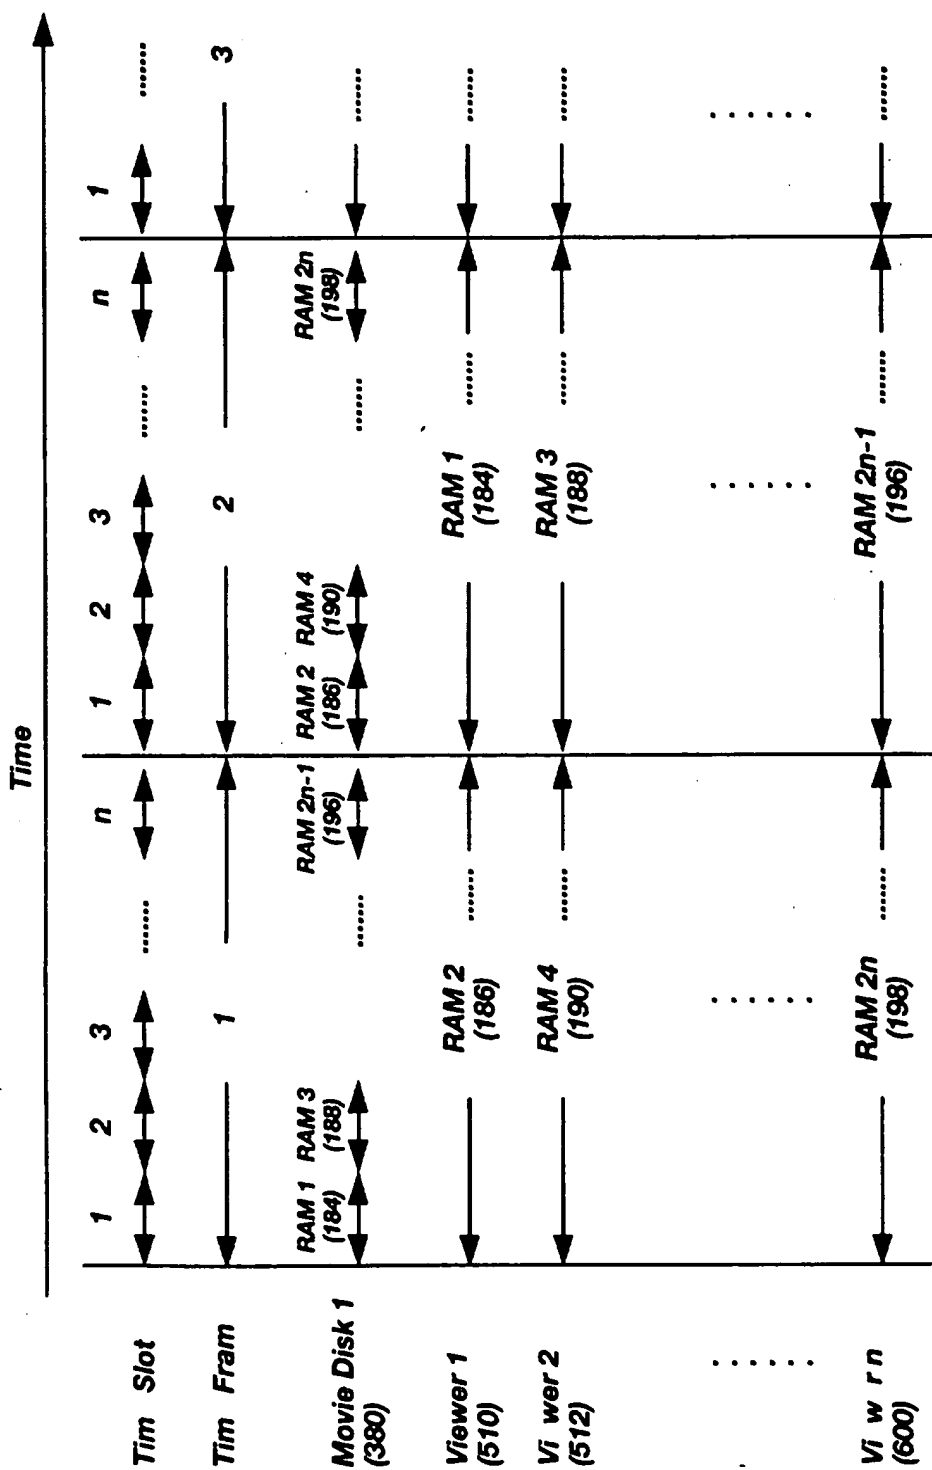 Time
Tim Slot 1 2 3 ....... n 1 2 3 ....... n 1 .......
Tim Fram 1 2 3
Movie Disk 1 RAM 1 RAM 3 ....... RAM 2n-1 RAM 2 RAM 4 ....... RAM 2n .......
(380) (184) (188) (196) (186) (190) (198)
Viewer 1 RAM 2 ....... RAM 1 ....... .......
(510) (186) (184)
Vi wer 2 RAM 4 ....... RAM 3 ....... .......
(512) (190) (188)
...... ...... ...... ......
Vi w r n RAM 2n ....... RAM 2n-1 ....... .......
(600) (198) (196)